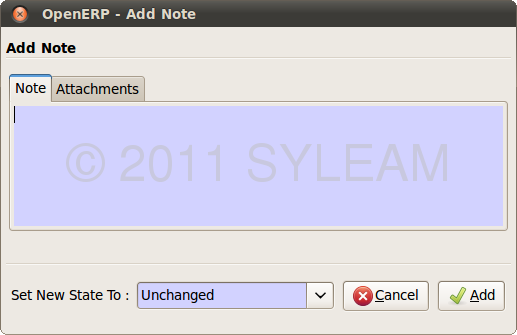 OpenERP - Add Note
Add Note
Note Attachments
© 2011 SYLEAM
Set New State To : Unchanged Cancel Add